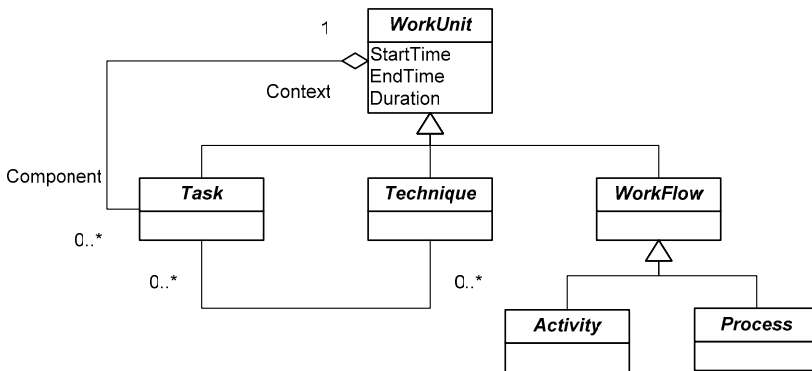 1
WorkUnit
StartTime
EndTime
Duration
Context
Component
Task
Technique
WorkFlow
0..*
0..*
0..*
Activity
Process